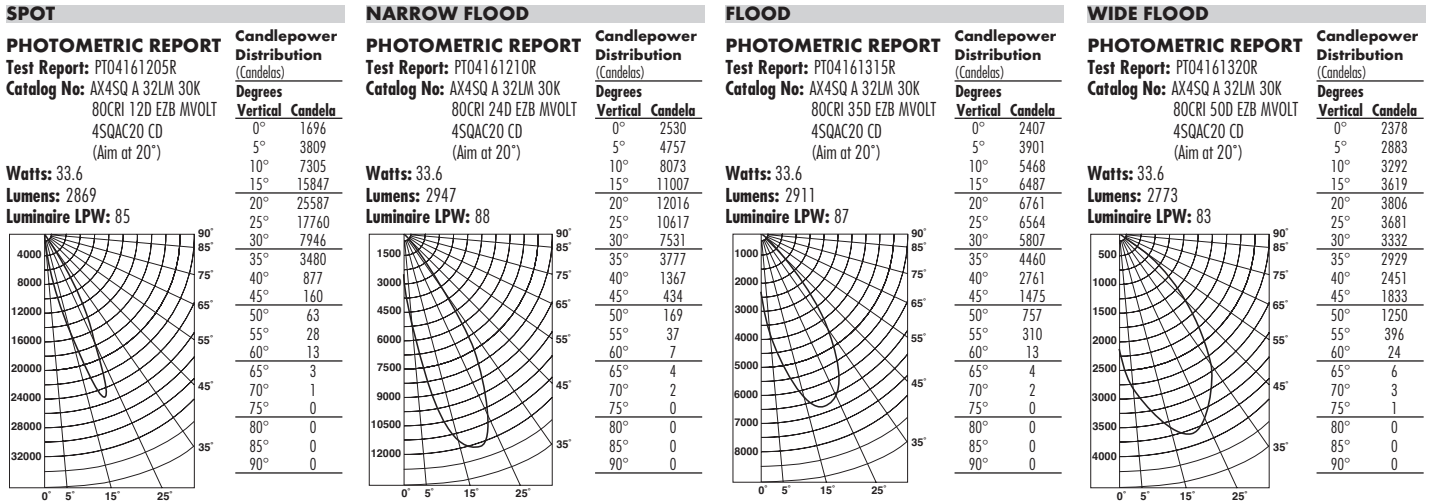 SPOT
PHOTOMETRIC REPORT
Test Report: PT04161205R
Catalog No: AX4SQ A 32LM 30K
80CRI 12D EZB MVOLT
4SQAC20 CD
(Aim at 20˚)
Watts: 33.6
Lumens: 2869
Luminaire LPW: 85
4000
8000
12000
16000
20000
24000
28000
32000
90˚
85˚
75˚
65˚
55˚
45˚
35˚
0˚ 5˚ 15˚ 25˚
Candlepower
Distribution
(Candelas)
Degrees
Vertical Candela
0° 1696
5° 3809
10° 7305
15° 15847
20° 25587
25° 17760
30° 7946
35° 3480
40° 877
45° 160
50° 63
55° 28
60° 13
65° 3
70° 1
75° 0
80° 0
85° 0
90° 0
NARROW FLOOD
PHOTOMETRIC REPORT
Test Report: PT04161210R
Catalog No: AX4SQ A 32LM 30K
80CRI 24D EZB MVOLT
4SQAC20 CD
(Aim at 20˚)
Watts: 33.6
Lumens: 2947
Luminaire LPW: 88
1500
3000
4500
6000
7500
9000
10500
12000
90˚
85˚
75˚
65˚
55˚
45˚
35˚
0˚ 5˚ 15˚ 25˚
Candlepower
Distribution
(Candelas)
Degrees
Vertical Candela
0° 2530
5° 4757
10° 8073
15° 11007
20° 12016
25° 10617
30° 7531
35° 3777
40° 1367
45° 434
50° 169
55° 37
60° 7
65° 4
70° 2
75° 0
80° 0
85° 0
90° 0
FLOOD
PHOTOMETRIC REPORT
Test Report: PT04161315R
Catalog No: AX4SQ A 32LM 30K
80CRI 35D EZB MVOLT
4SQAC20 CD
(Aim at 20˚)
Watts: 33.6
Lumens: 2911
Luminaire LPW: 87
1000
2000
3000
4000
5000
6000
7000
8000
90˚
85˚
75˚
65˚
55˚
45˚
35˚
0˚ 5˚ 15˚ 25˚
Candlepower
Distribution
(Candelas)
Degrees
Vertical Candela
0° 2407
5° 3901
10° 5468
15° 6487
20° 6761
25° 6564
30° 5807
35° 4460
40° 2761
45° 1475
50° 757
55° 310
60° 13
65° 4
70° 2
75° 0
80° 0
85° 0
90° 0
WIDE FLOOD
PHOTOMETRIC REPORT
Test Report: PT04161320R
Catalog No: AX4SQ A 32LM 30K
80CRI 50D EZB MVOLT
4SQAC20 CD
(Aim at 20˚)
Watts: 33.6
Lumens: 2773
Luminaire LPW: 83
500
1000
1500
2000
2500
3000
3500
4000
90˚
85˚
75˚
65˚
55˚
45˚
35˚
0˚ 5˚ 15˚ 25˚
Candlepower
Distribution
(Candelas)
Degrees
Vertical Candela
0° 2378
5° 2883
10° 3292
15° 3619
20° 3806
25° 3681
30° 3332
35° 2929
40° 2451
45° 1833
50° 1250
55° 396
60° 24
65° 6
70° 3
75° 1
80° 0
85° 0
90° 0